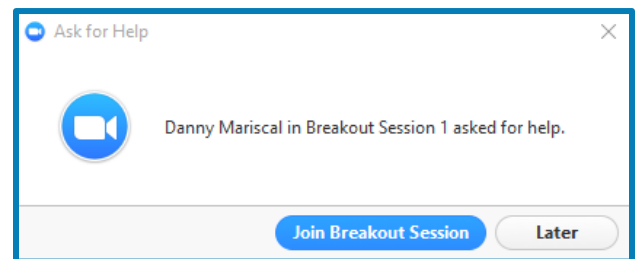 Ask for Help
Danny Mariscal in Breakout Session 1 asked for help.
Join Breakout Session
Later